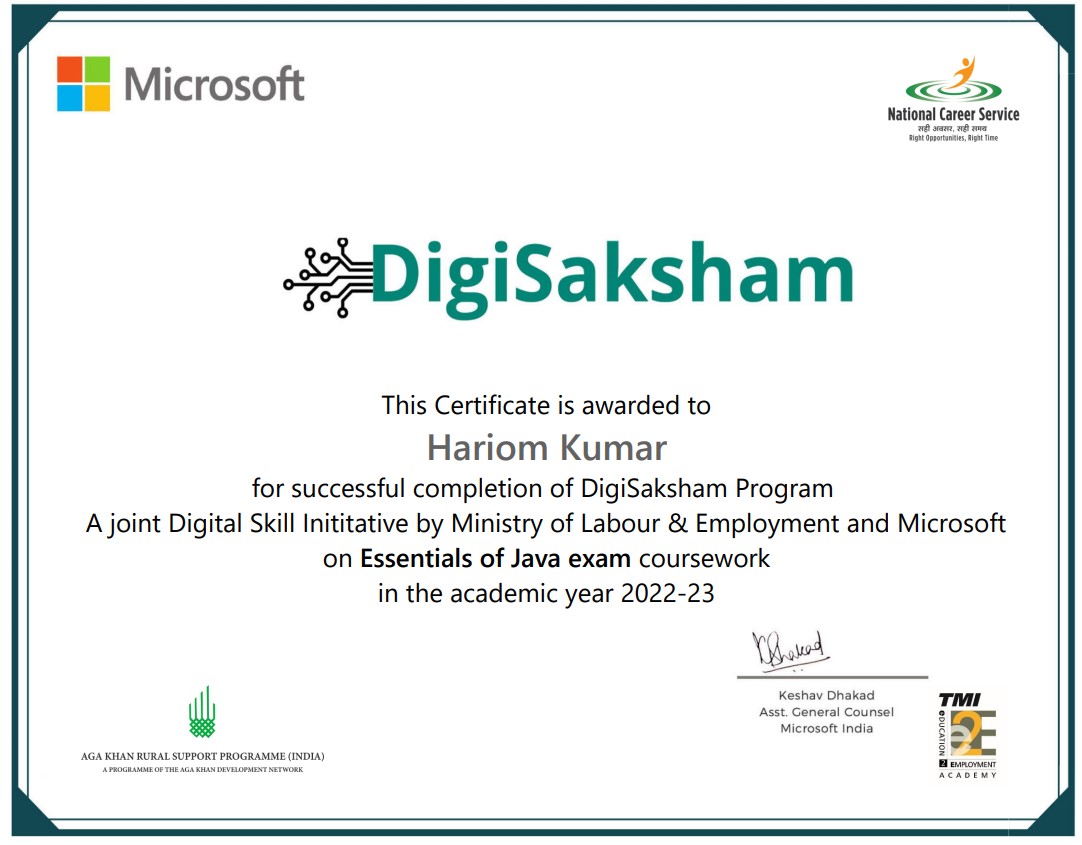 Microsoft
National Career Service
सही अवसर, सही समय
Right Opportunities, Right Time
DigiSaksham
This Certificate is awarded to
Hariom Kumar
for successful completion of DigiSaksham Program
A joint Digital Skill Inititative by Ministry of Labour & Employment and Microsoft
on Essentials of Java exam coursework
in the academic year 2022-23
KDhakad
Keshav Dhakad
Asst. General Counsel
Microsoft India
AGA KHAN RURAL SUPPORT PROGRAMME (INDIA)
A PROGRAMME OF THE AGA KHAN DEVELOPMENT NETWORK
TMI
eDUCATION
e2E
2 EMPLOYMENT
ACADEMY